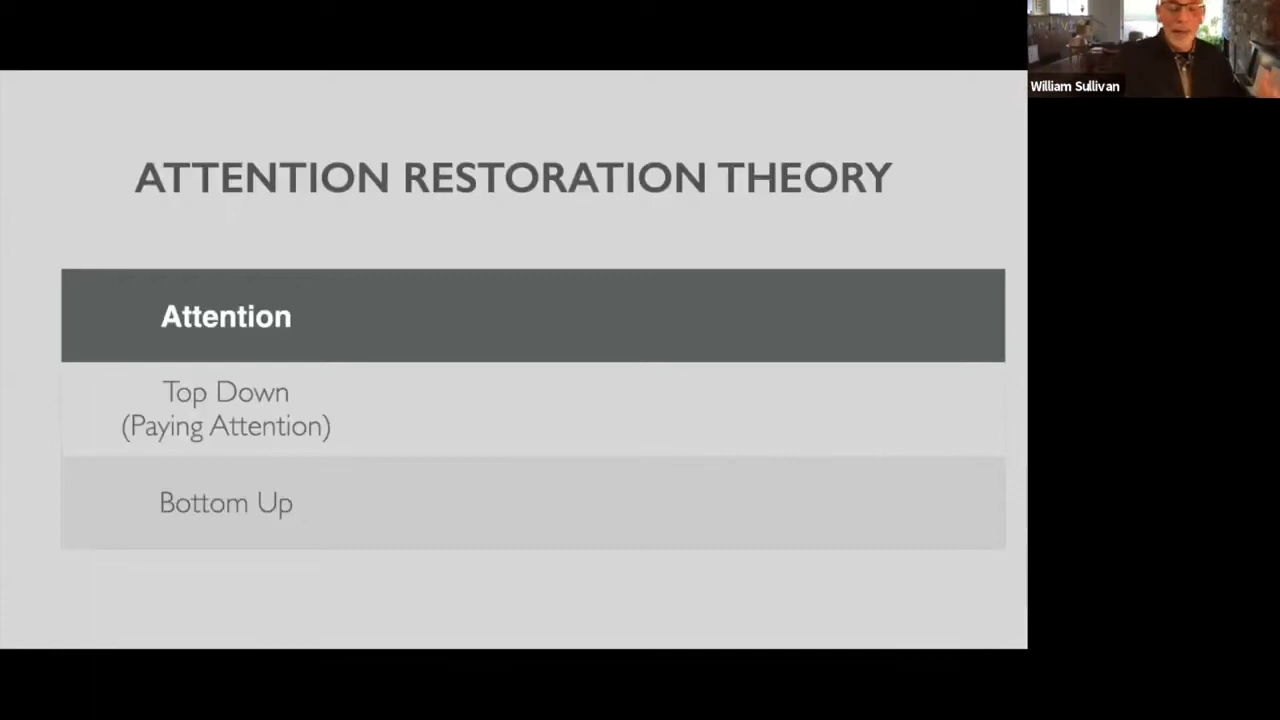 William Sullivan
ATTENTION RESTORATION THEORY
Attention
Top Down
(Paying Attention)
Bottom Up